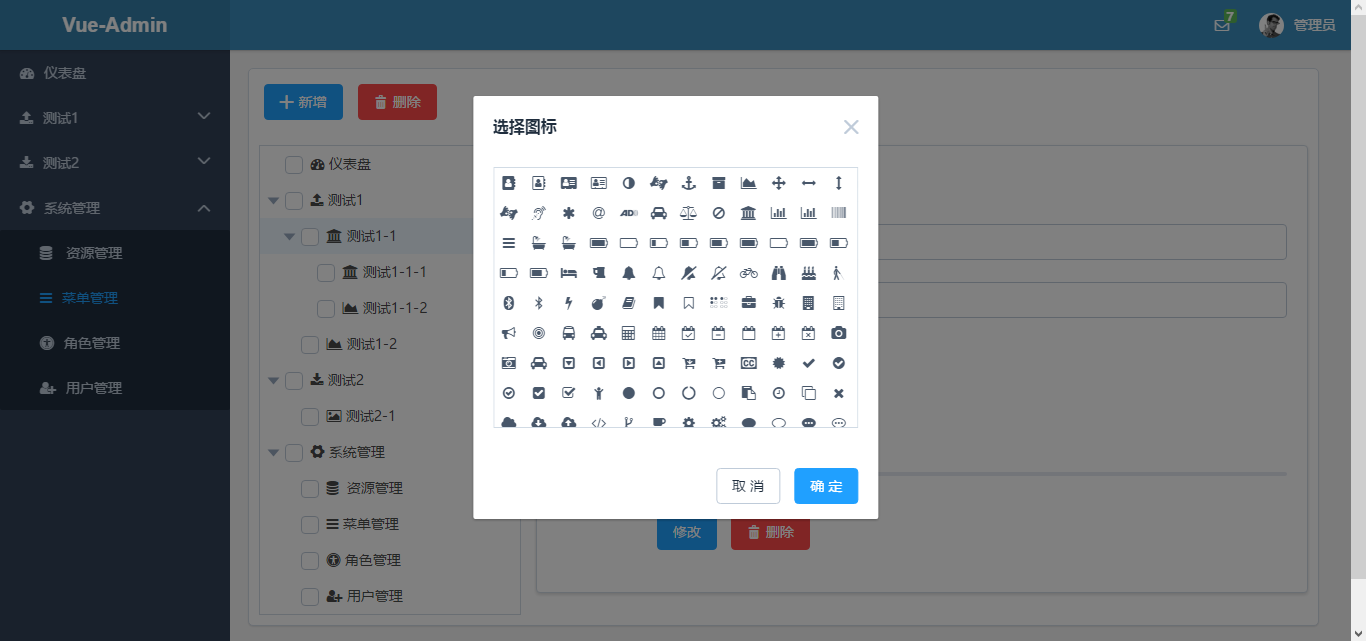 Vue-Admin
7
管理员
仪表盘
测试1
测试2
系统管理
资源管理
菜单管理
角色管理
用户管理
新增
删除
仪表盘
测试1
测试1-1
测试1-1-1
测试1-1-2
测试1-2
测试2
测试2-1
系统管理
资源管理
菜单管理
角色管理
用户管理
选择图标
取 消
确 定
修改
删除